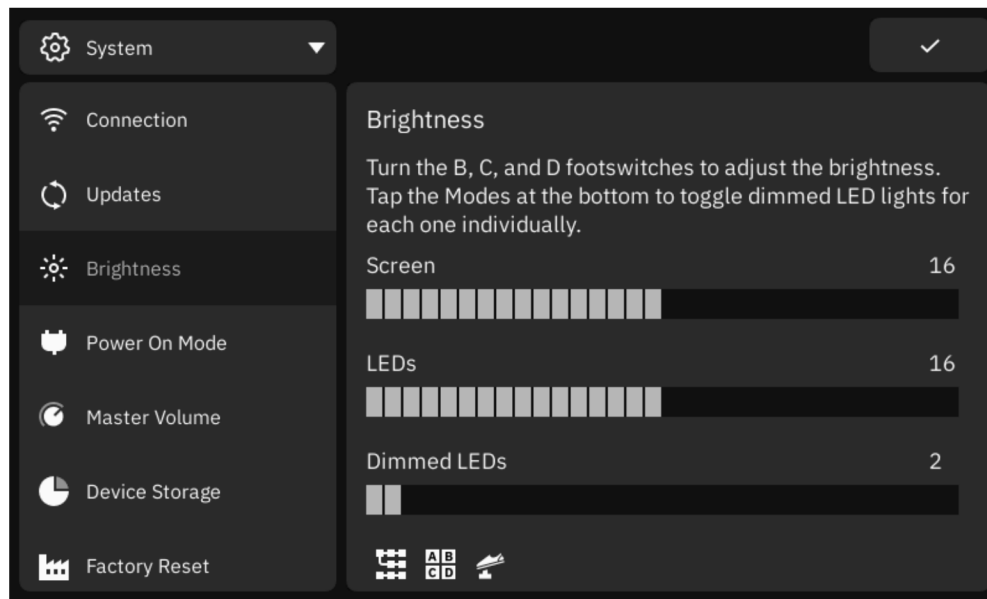 System
Connection
Updates
Brightness
Power On Mode
Master Volume
Device Storage
Factory Reset
Brightness
Turn the B, C, and D footswitches to adjust the brightness.
Tap the Modes at the bottom to toggle dimmed LED lights for
each one individually.
Screen 16
LEDs 16
Dimmed LEDs 2
A B
C D